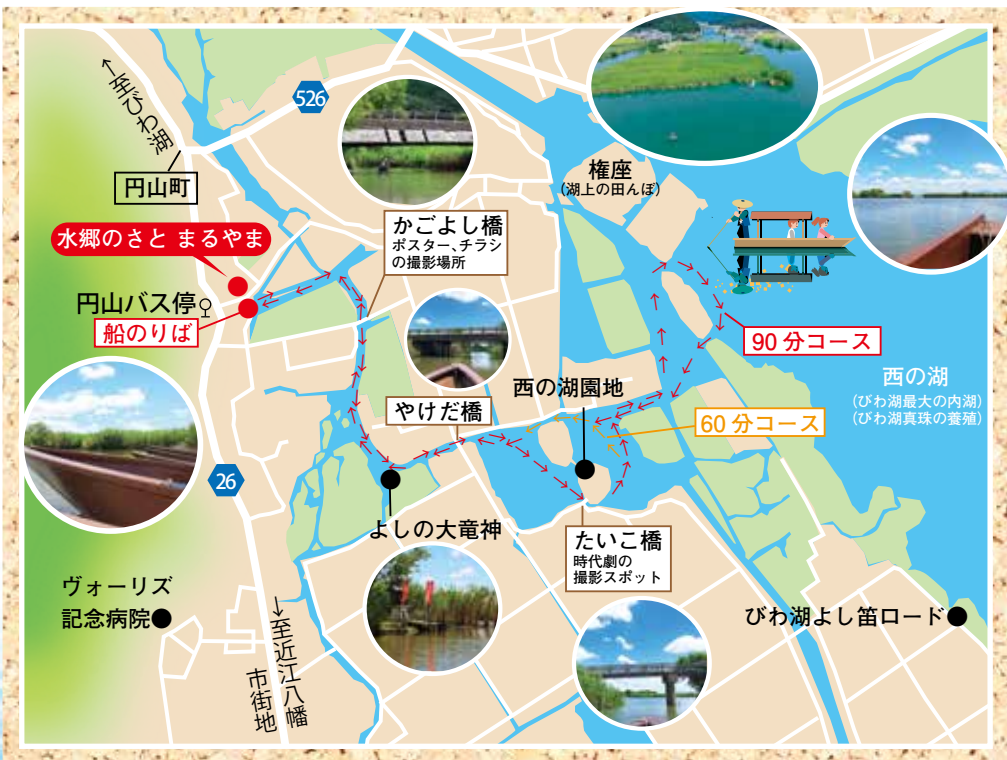 ←至びわ湖
526
円山町
水郷のさと まるやま
円山バス停
船のりば
かごよし橋
ポスター、チラシ
の撮影場所
権座
(湖上の田んぼ)
90分コース
西の湖
(びわ湖最大の内湖)
(びわ湖真珠の養殖)
西の湖園地
やけだ橋
60分コース
26
よしの大竜神
たいこ橋
時代劇の
撮影スポット
ヴォーリズ
記念病院
びわ湖よし笛ロード
←至近江八幡
市街地